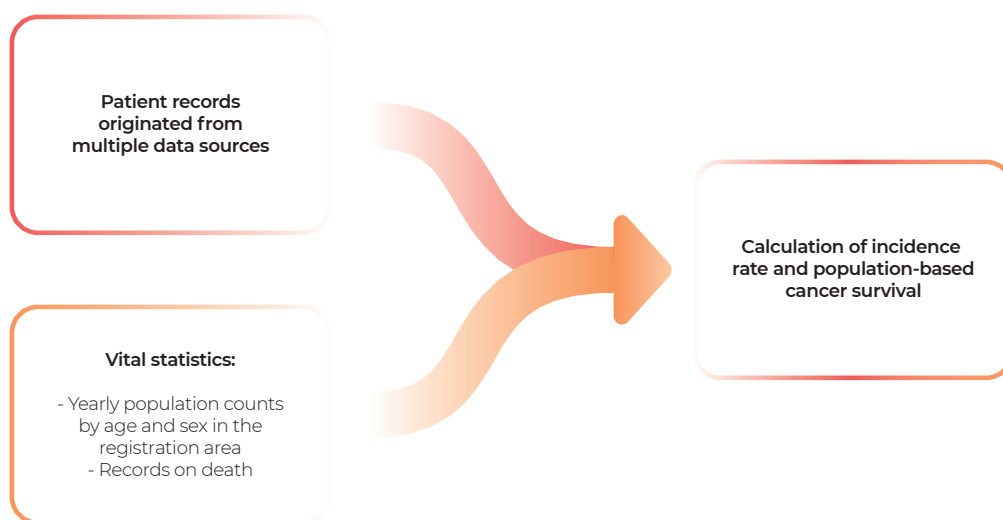 Patient records
originated from
multiple data sources
Vital statistics:
- Yearly population counts
by age and sex in the
registration area
- Records on death
Calculation of incidence
rate and population-based
cancer survival